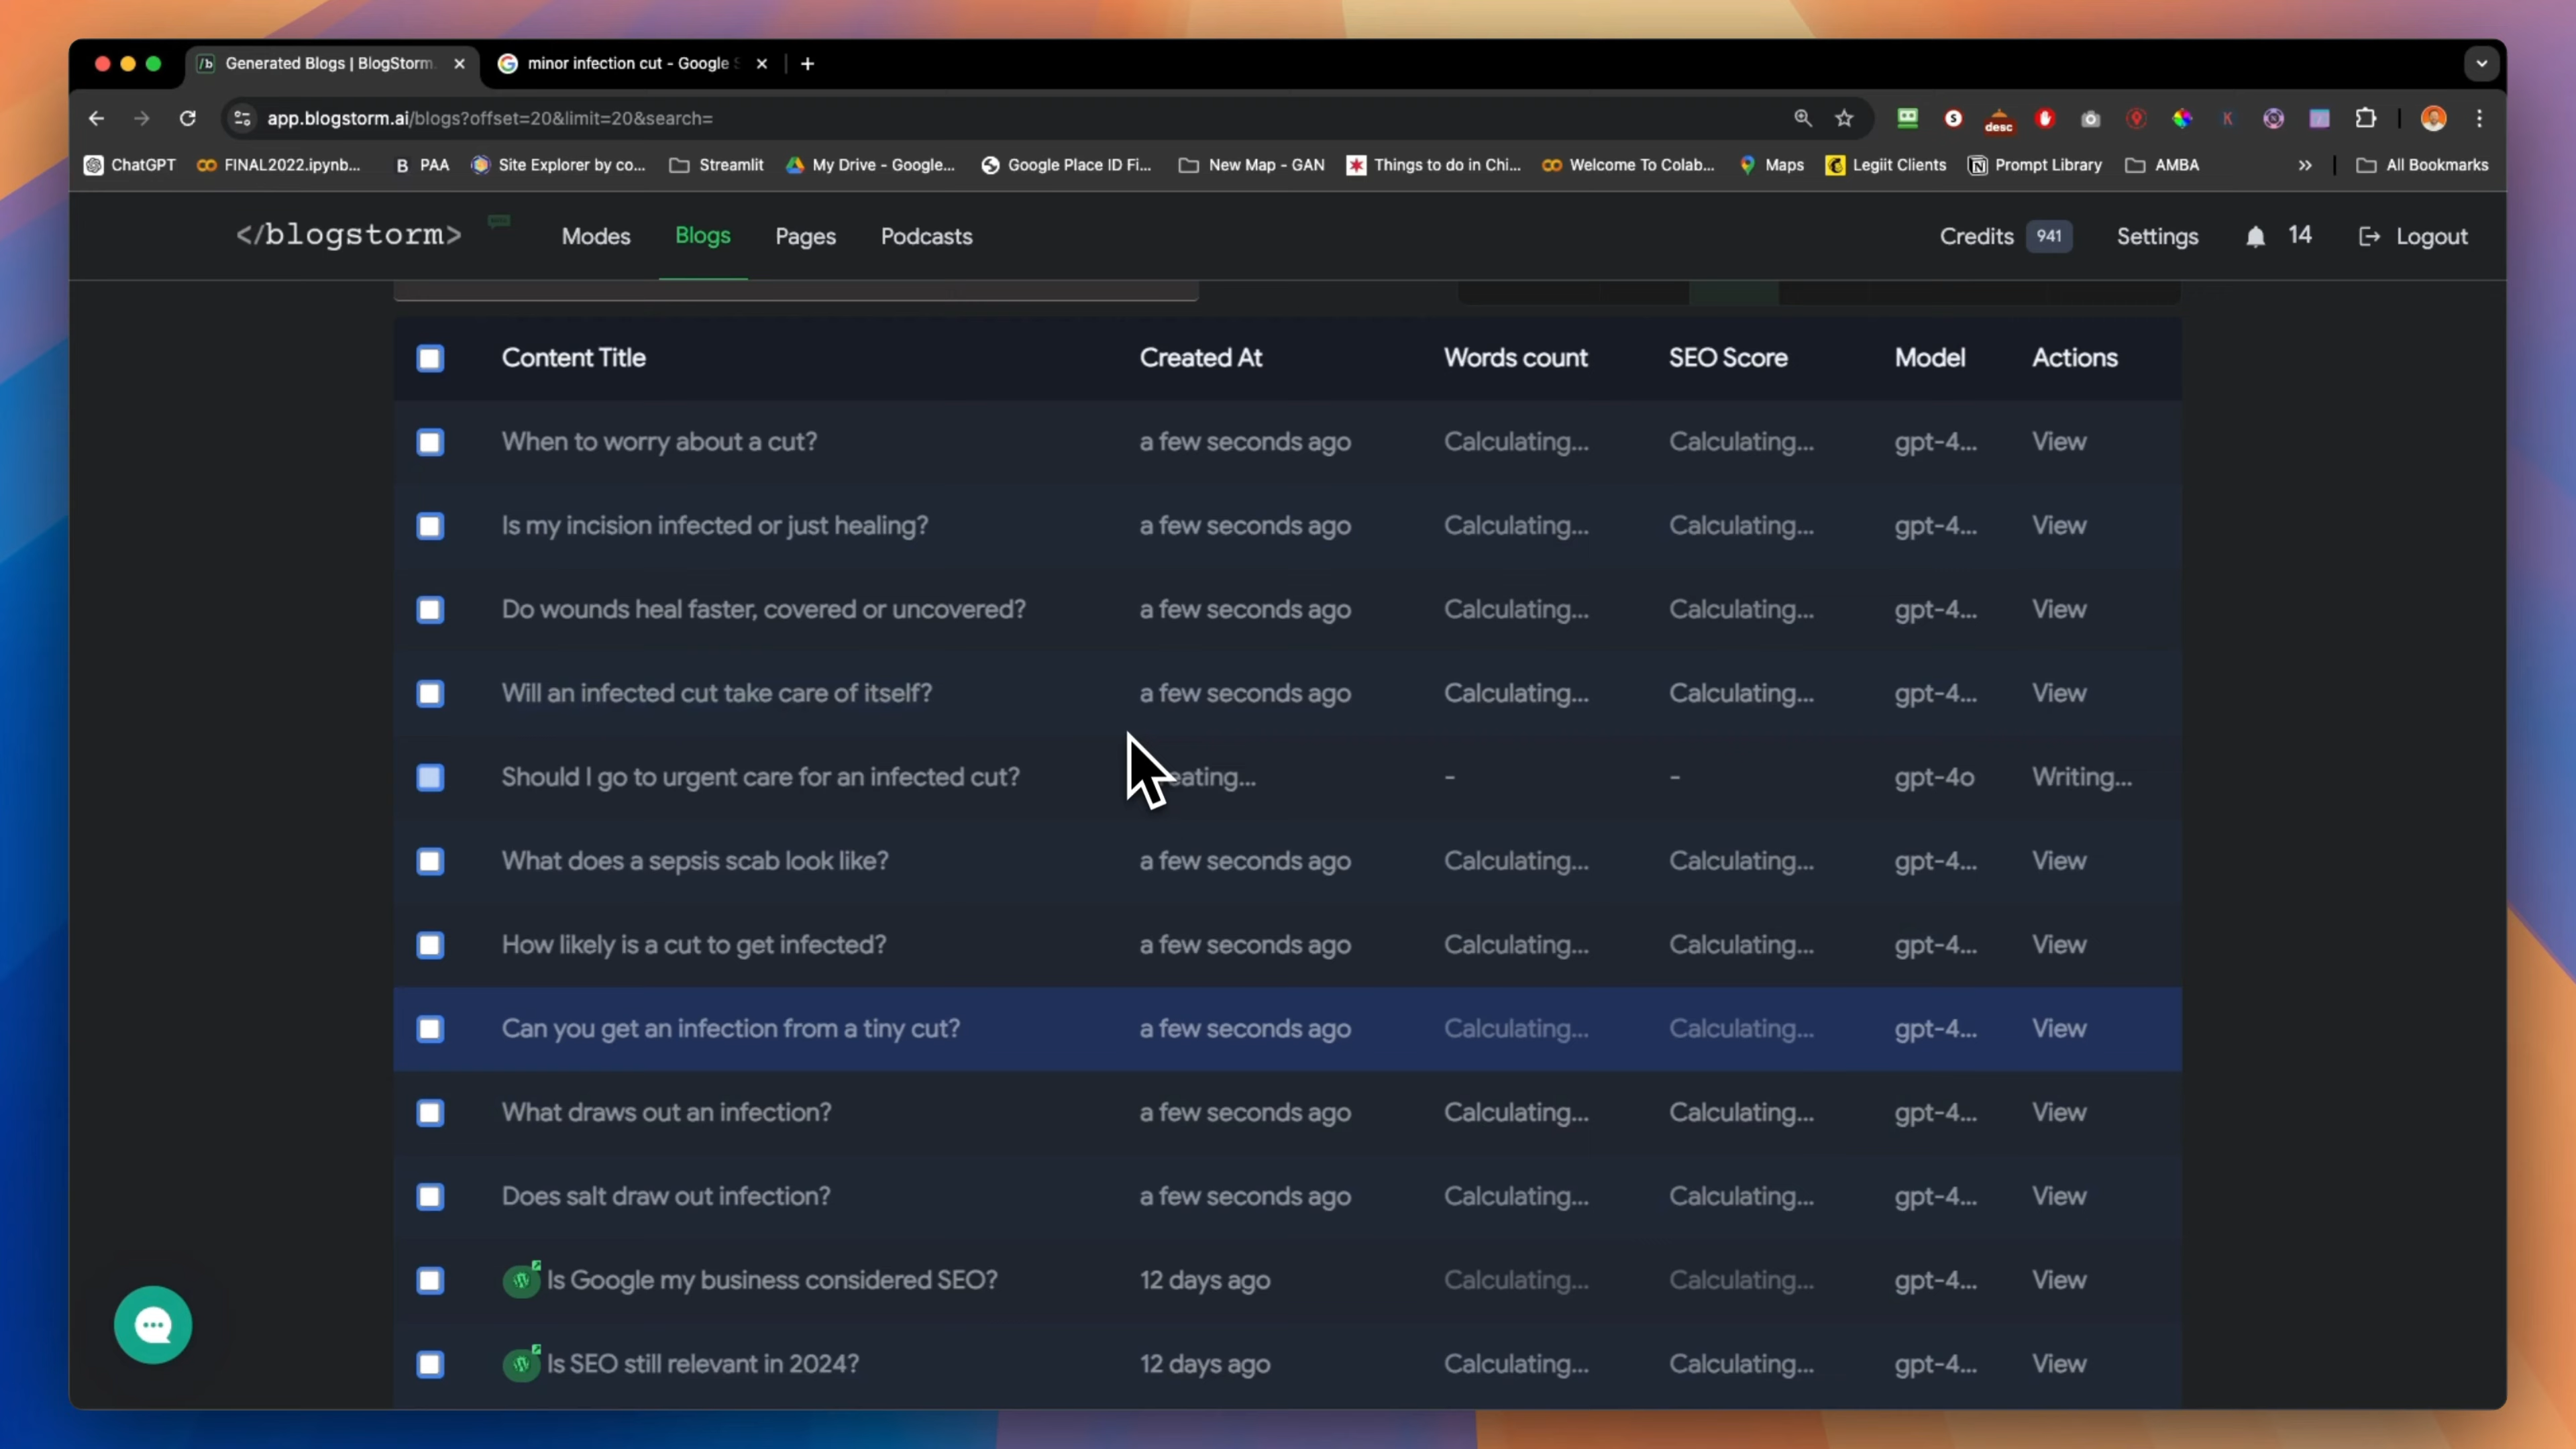 Generated Blogs | BlogStorm.
minor infection cut - Google S
app.blogstorm.ai/blogs?offset=20&limit=20&search=
desc
ChatGPT FINAL2022.ipynb... B PAA Site Explorer by co... Streamlit My Drive - Google... Google Place ID Fi... New Map - GAN Things to do in Chi... Welcome To Colab... Maps Legiit Clients Prompt Library AMBA » All Bookmarks
</blogstorm> Modes Blogs Pages Podcasts Credits 941 Settings 14 Logout
Content Title Created At Words count SEO Score Model Actions
When to worry about a cut? a few seconds ago Calculating... Calculating... gpt-4... View
Is my incision infected or just healing? a few seconds ago Calculating... Calculating... gpt-4... View
Do wounds heal faster, covered or uncovered? a few seconds ago Calculating... Calculating... gpt-4... View
Will an infected cut take care of itself? a few seconds ago Calculating... Calculating... gpt-4... View
Should I go to urgent care for an infected cut? eating... - - gpt-4o Writing...
What does a sepsis scab look like? a few seconds ago Calculating... Calculating... gpt-4... View
How likely is a cut to get infected? a few seconds ago Calculating... Calculating... gpt-4... View
Can you get an infection from a tiny cut? a few seconds ago Calculating... Calculating... gpt-4... View
What draws out an infection? a few seconds ago Calculating... Calculating... gpt-4... View
Does salt draw out infection? a few seconds ago Calculating... Calculating... gpt-4... View
Is Google my business considered SEO? 12 days ago Calculating... Calculating... gpt-4... View
Is SEO still relevant in 2024? 12 days ago Calculating... Calculating... gpt-4... View